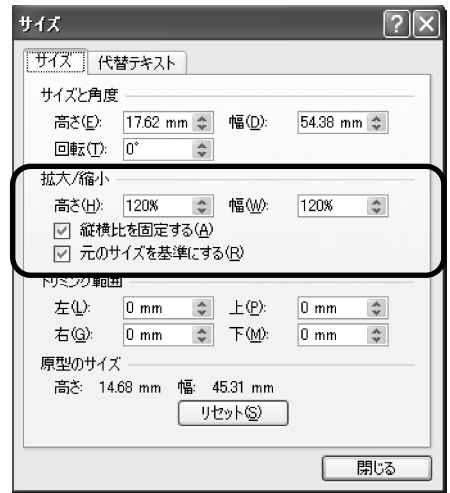 サイズ
サイズ 代替テキスト
サイズと角度
高さ(E): 17.62 mm 幅(D): 54.38 mm
回転(T): 0°
拡大/縮小
高さ(H): 120% 幅(W): 120%
縦横比を固定する(A)
元のサイズを基準にする(R)
トリミング範囲
左(L): 0 mm 上(P): 0 mm
右(G): 0 mm 下(M): 0 mm
原型のサイズ
高さ: 14.68 mm 幅: 45.31 mm
リセット(S)
閉じる